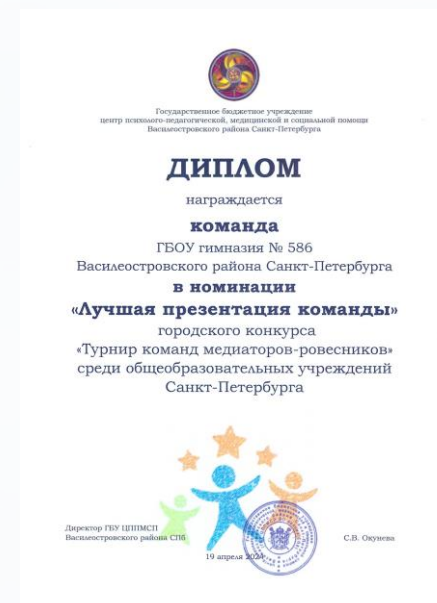 Государственное бюджетное учреждение
центр психолого-педагогической, медицинской и социальной помощи
Василеостровского района Санкт-Петербурга
ДИПЛОМ
награждается
команда
ГБОУ гимназия № 586
Василеостровского района Санкт-Петербурга
в номинации
«Лучшая презентация команды»
городского конкурса
«Турнир команд медиаторов-ровесников»
среди общеобразовательных учреждений
Санкт-Петербурга
Директор ГБУ ЦППМСП
Василеостровского района СПб
С.В. Окунева
19 апреля 2024